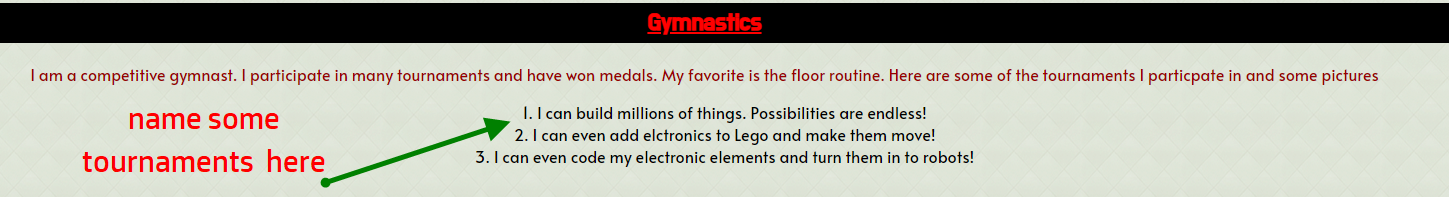 Gymnastics
I am a competitive gymnast. I participate in many tournaments and have won medals. My favorite is the floor routine. Here are some of the tournaments I particpate in and some pictures
name some
tournaments here
1. I can build millions of things. Possibilities are endless!
2. I can even add elctronics to Lego and make them move!
3. I can even code my electronic elements and turn them in to robots!